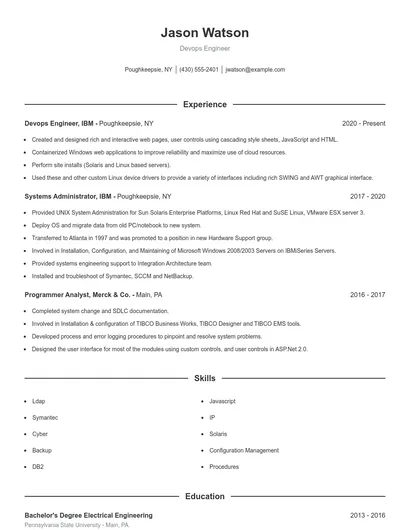 Jason Watson
Devops Engineer
Poughkeepsie, NY | (430) 555-2401 | jwatson@example.com
Experience
Devops Engineer, IBM - Poughkeepsie, NY 2020 - Present
• Created and designed rich and interactive web pages, user controls using cascading style sheets, JavaScript and HTML.
• Containerized Windows web applications to improve reliability and maximize use of cloud resources.
• Perform site installs (Solaris and Linux based servers).
• Used these and other custom Linux device drivers to provide a variety of interfaces including rich SWING and AWT graphical interface.
Systems Administrator, IBM - Poughkeepsie, NY 2017 - 2020
• Provided UNIX System Administration for Sun Solaris Enterprise Platforms, Linux Red Hat and SuSE Linux, VMware ESX server 3.
• Deploy OS and migrate data from old PC/notebook to new system.
• Transferred to Atlanta in 1997 and was promoted to a position in new Hardware Support group.
• Involved in Installation, Configuration, and Maintaining of Microsoft Windows 2008/2003 Servers on IBM/iSeries Servers.
• Provided systems engineering support to Integration Architecture team.
• Installed and troubleshoot of Symantec, SCCM and NetBackup.
Programmer Analyst, Merck & Co. - Main, PA 2016 - 2017
• Completed system change and SDLC documentation.
• Involved in Installation & configuration of TIBCO Business Works, TIBCO Designer and TIBCO EMS tools.
• Developed process and error logging procedures to pinpoint and resolve system problems.
• Designed the user interface for most of the modules using custom controls, and user controls in ASP.Net 2.0.
Skills
• Ldap
• Symantec
• Cyber
• Backup
• DB2
• Javascript
• IP
• Solaris
• Configuration Management
• Procedures
Education
Bachelor's Degree Electrical Engineering 2013 - 2016
Pennsylvania State University - Main, PA